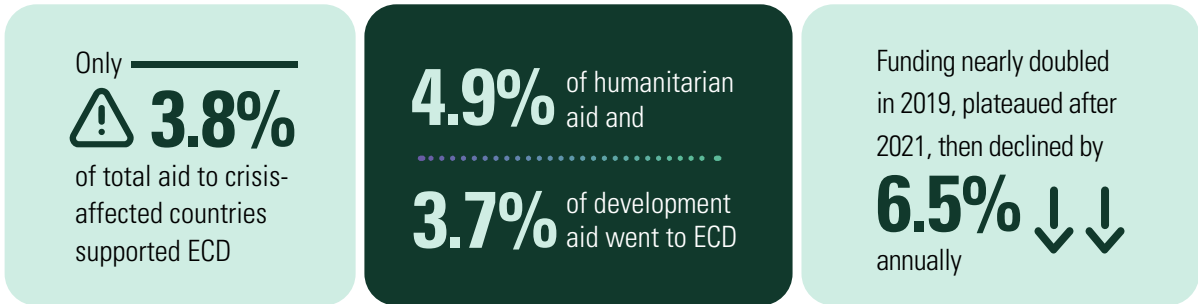 Only
3.8%
of total aid to crisis-
affected countries
supported ECD
4.9% of humanitarian
aid and
3.7% of development
aid went to ECD
Funding nearly doubled
in 2019, plateaued after
2021, then declined by
6.5%
annually